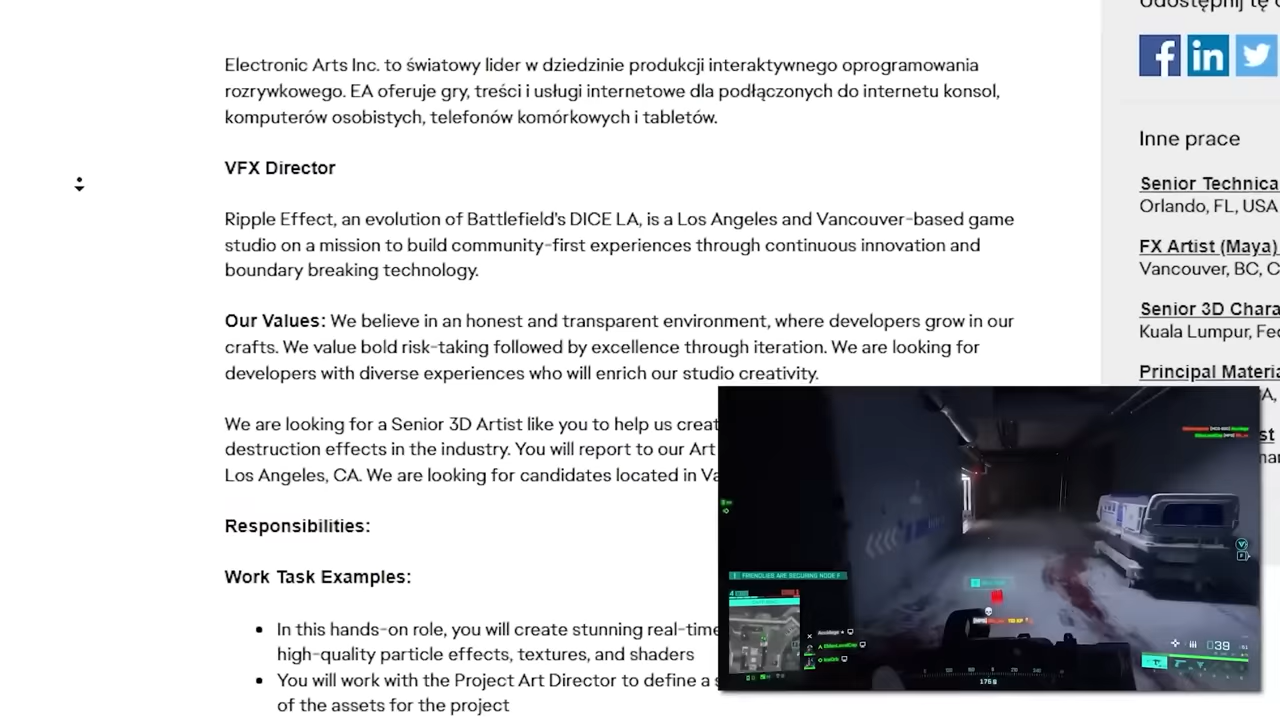 Udostępnij tę
Electronic Arts Inc. to światowy lider w dziedzinie produkcji interaktywnego oprogramowania
rozrywkowego. EA oferuje gry, treści i usługi internetowe dla podłączonych do internetu konsol,
komputerów osobistych, telefonów komórkowych i tabletów.
VFX Director
Ripple Effect, an evolution of Battlefield's DICE LA, is a Los Angeles and Vancouver-based game
studio on a mission to build community-first experiences through continuous innovation and
boundary breaking technology.
Our Values: We believe in an honest and transparent environment, where developers grow in our
crafts. We value bold risk-taking followed by excellence through iteration. We are looking for
developers with diverse experiences who will enrich our studio creativity.
We are looking for a Senior 3D Artist like you to help us creat
destruction effects in the industry. You will report to our Art
Los Angeles, CA. We are looking for candidates located in Va
Responsibilities:
Work Task Examples:
• In this hands-on role, you will create stunning real-time
high-quality particle effects, textures, and shaders
• You will work with the Project Art Director to define a s
of the assets for the project
Inne prace
Senior Technica
Orlando, FL, USA
FX Artist (Maya)
Vancouver, BC, C
Senior 3D Chara
Kuala Lumpur, Fed
Principal Materia
FRIENDLIES ARE SECURING NODE F
39